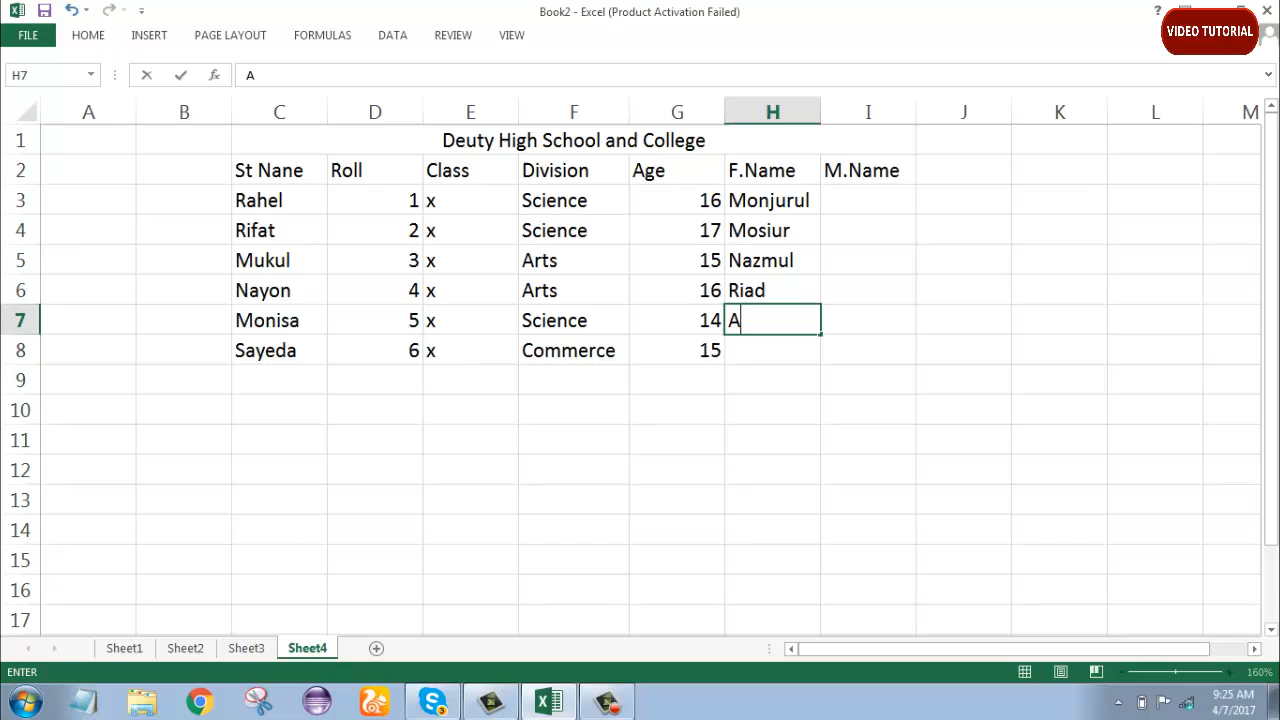 Book2 - Excel (Product Activation Failed)
?
VIDEO TUTORIAL
FILE HOME INSERT PAGE LAYOUT FORMULAS DATA REVIEW VIEW
H7 fx A
A B C D E F G H I J K L M
1 Deuty High School and College
2 St Nane Roll Class Division Age F.Name M.Name
3 Rahel 1 x Science 16 Monjurul
4 Rifat 2 x Science 17 Mosiur
5 Mukul 3 x Arts 15 Nazmul
6 Nayon 4 x Arts 16 Riad
7 Monisa 5 x Science 14 A
8 Sayeda 6 x Commerce 15
9
10
11
12
13
14
15
16
17
Sheet1 Sheet2 Sheet3 Sheet4
ENTER 160%
9:25 AM
4/7/2017